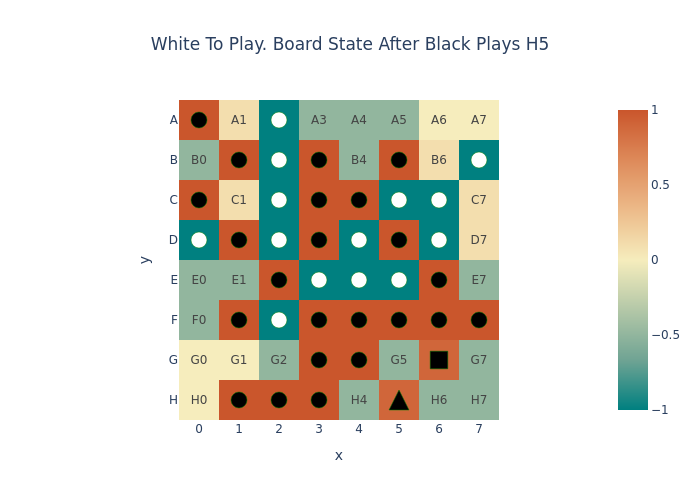 White To Play. Board State After Black Plays H5
A A1 A3 A4 A5 A6 A7
B B0 B4 B6
C C1 C7
D D7
E E0 E1 E7
F F0
G G0 G1 G2 G5 G7
H H0 H4 H6 H7
0 1 2 3 4 5 6 7
x
y
1
0.5
0
−0.5
−1